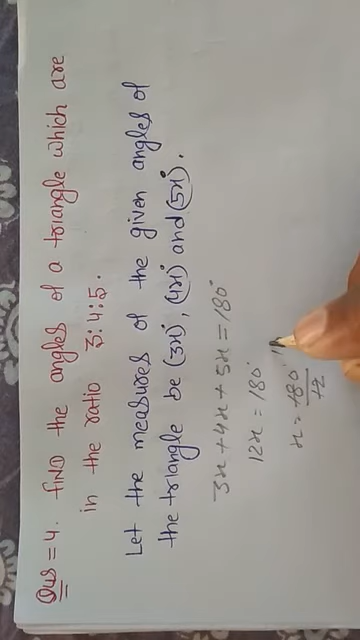 Qus=4. FIND the angles of a triangle which are
in the ratio 3:4:5.
Let the measures of the given angles of
the triangle be (3x)°, (4x)° and (5x)°.
3x + 4x + 5x = 180°
12x = 180°
x = 180° / 12